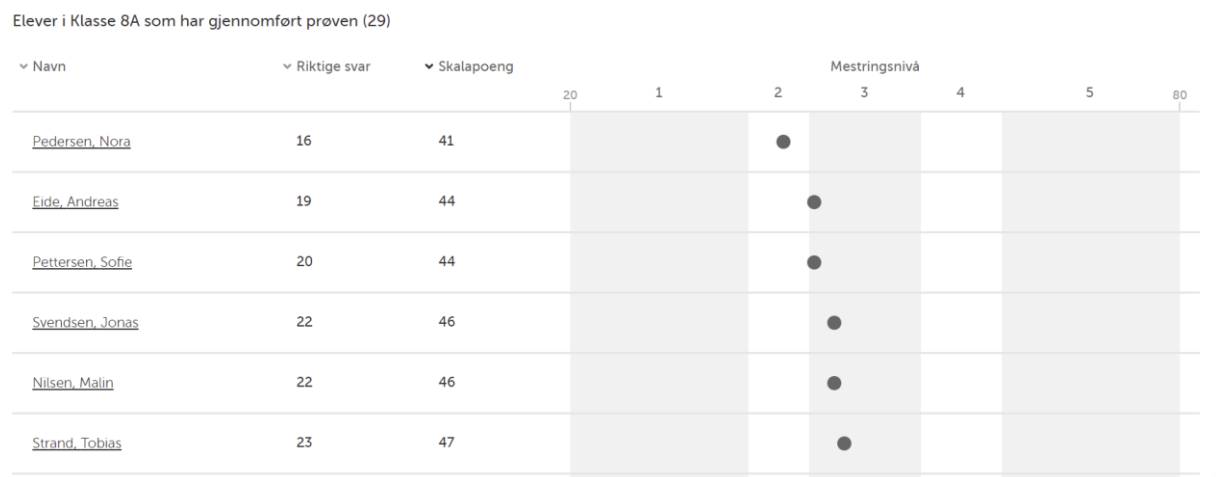 Elever i Klasse 8A som har gjennomført prøven (29)
Navn Riktige svar Skalapoeng Mestringsnivå
20 1 2 3 4 5 80
Pedersen, Nora 16 41
Eide, Andreas 19 44
Pettersen, Sofie 20 44
Svendsen, Jonas 22 46
Nilsen, Malin 22 46
Strand, Tobias 23 47